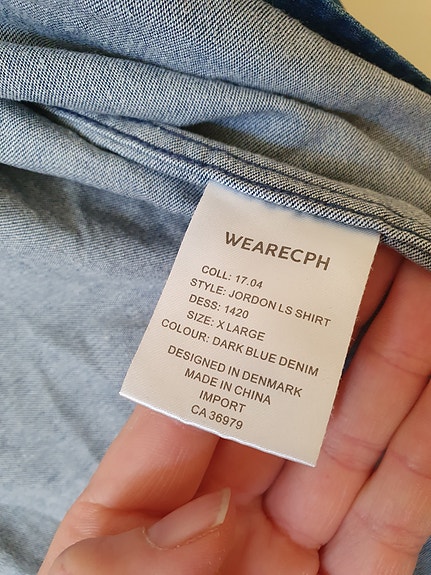 WEARECPH
COLL: 17.04
STYLE: JORDON LS SHIRT
DESS: 1420
SIZE: X LARGE
COLOUR: DARK BLUE DENIM
DESIGNED IN DENMARK
MADE IN CHINA
IMPORT
CA 36979